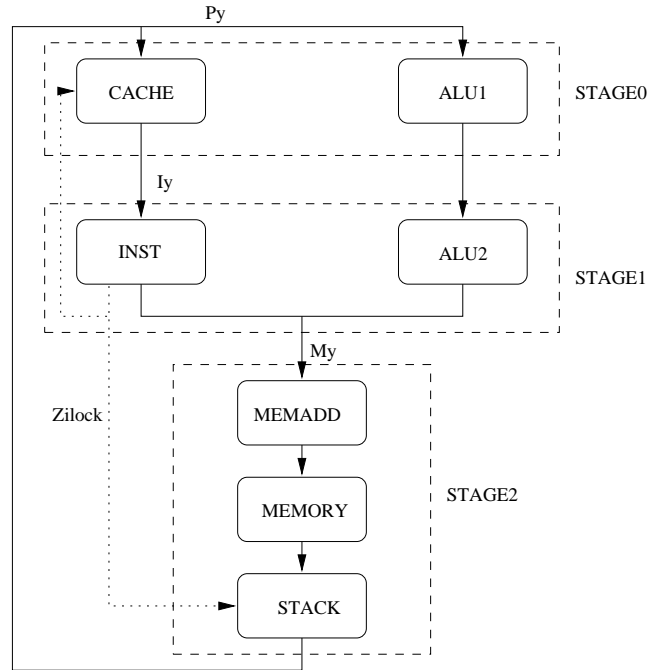 Py
CACHE
ALU1
STAGE0
Iy
INST
ALU2
STAGE1
My
Zilock
MEMADD
MEMORY
STAGE2
STACK